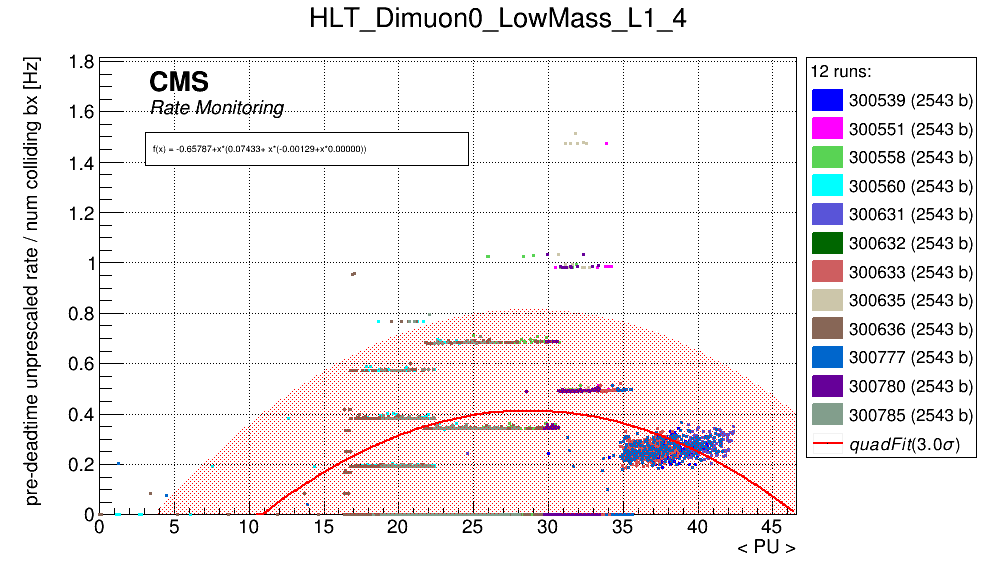 HLT_Dimuon0_LowMass_L1_4
pre-deadtime unprescaled rate / num colliding bx [Hz]
CMS
Rate Monitoring
f(x) = -0.65787+x*(0.07433+ x*(-0.00129+x*0.00000))
1.8
1.6
1.4
1.2
1
0.8
0.6
0.4
0.2
0
0 5 10 15 20 25 30 35 40 45
< PU >
12 runs:
300539 (2543 b)
300551 (2543 b)
300558 (2543 b)
300560 (2543 b)
300631 (2543 b)
300632 (2543 b)
300633 (2543 b)
300635 (2543 b)
300636 (2543 b)
300777 (2543 b)
300780 (2543 b)
300785 (2543 b)
quadFit(3.0σ)